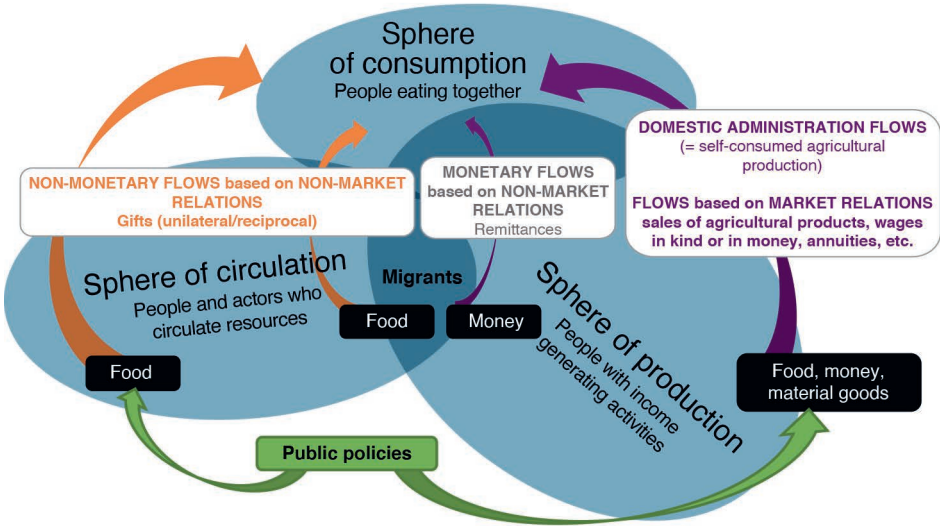 Sphere
of consumption
People eating together
DOMESTIC ADMINISTRATION FLOWS
(= self-consumed agricultural
production)
FLOWS based on MARKET RELATIONS
sales of agricultural products, wages
in kind or in money, annuities, etc.
NON-MONETARY FLOWS based on NON-MARKET
RELATIONS
Gifts (unilateral/reciprocal)
MONETARY FLOWS
based on NON-MARKET
RELATIONS
Remittances
Sphere of circulation
People and actors who
circulate resources
Migrants
Sphere of production
People with income
generating activities
Food
Money
Food
Food, money,
material goods
Public policies